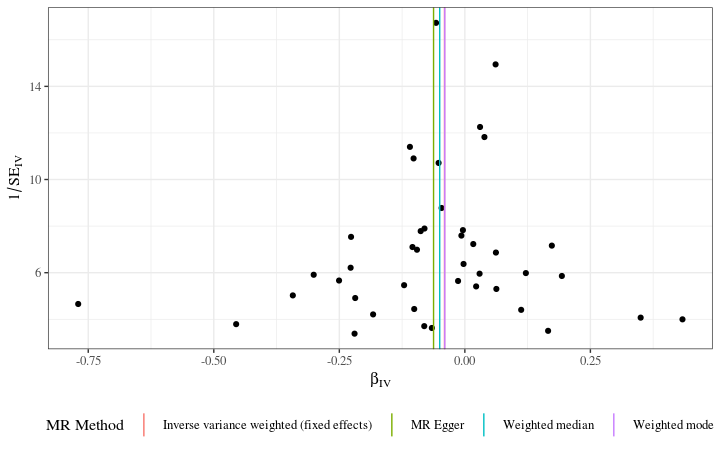 14
10
6
1/SE_IV
-0.75 -0.50 -0.25 0.00 0.25
β_IV
MR Method Inverse variance weighted (fixed effects) MR Egger Weighted median Weighted mode